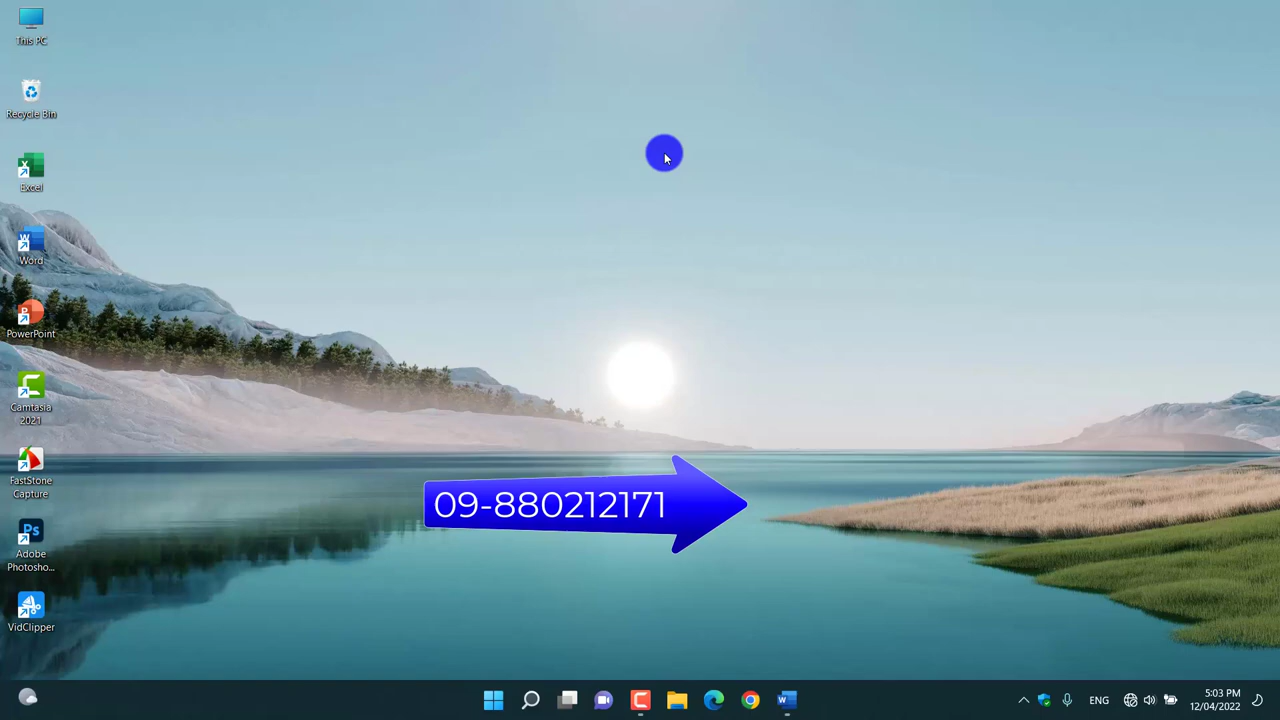 This PC
Recycle Bin
Excel
Word
PowerPoint
Camtasia
2021
FastStone
Capture
Adobe
Photosho...
VidClipper
09-880212171
ENG
5:03 PM
12/04/2022